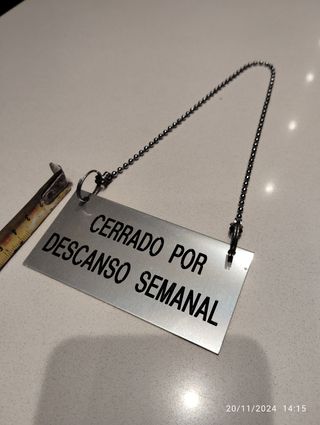 CERRADO POR
DESCANSO SEMANAL
20/11/2024 14:15